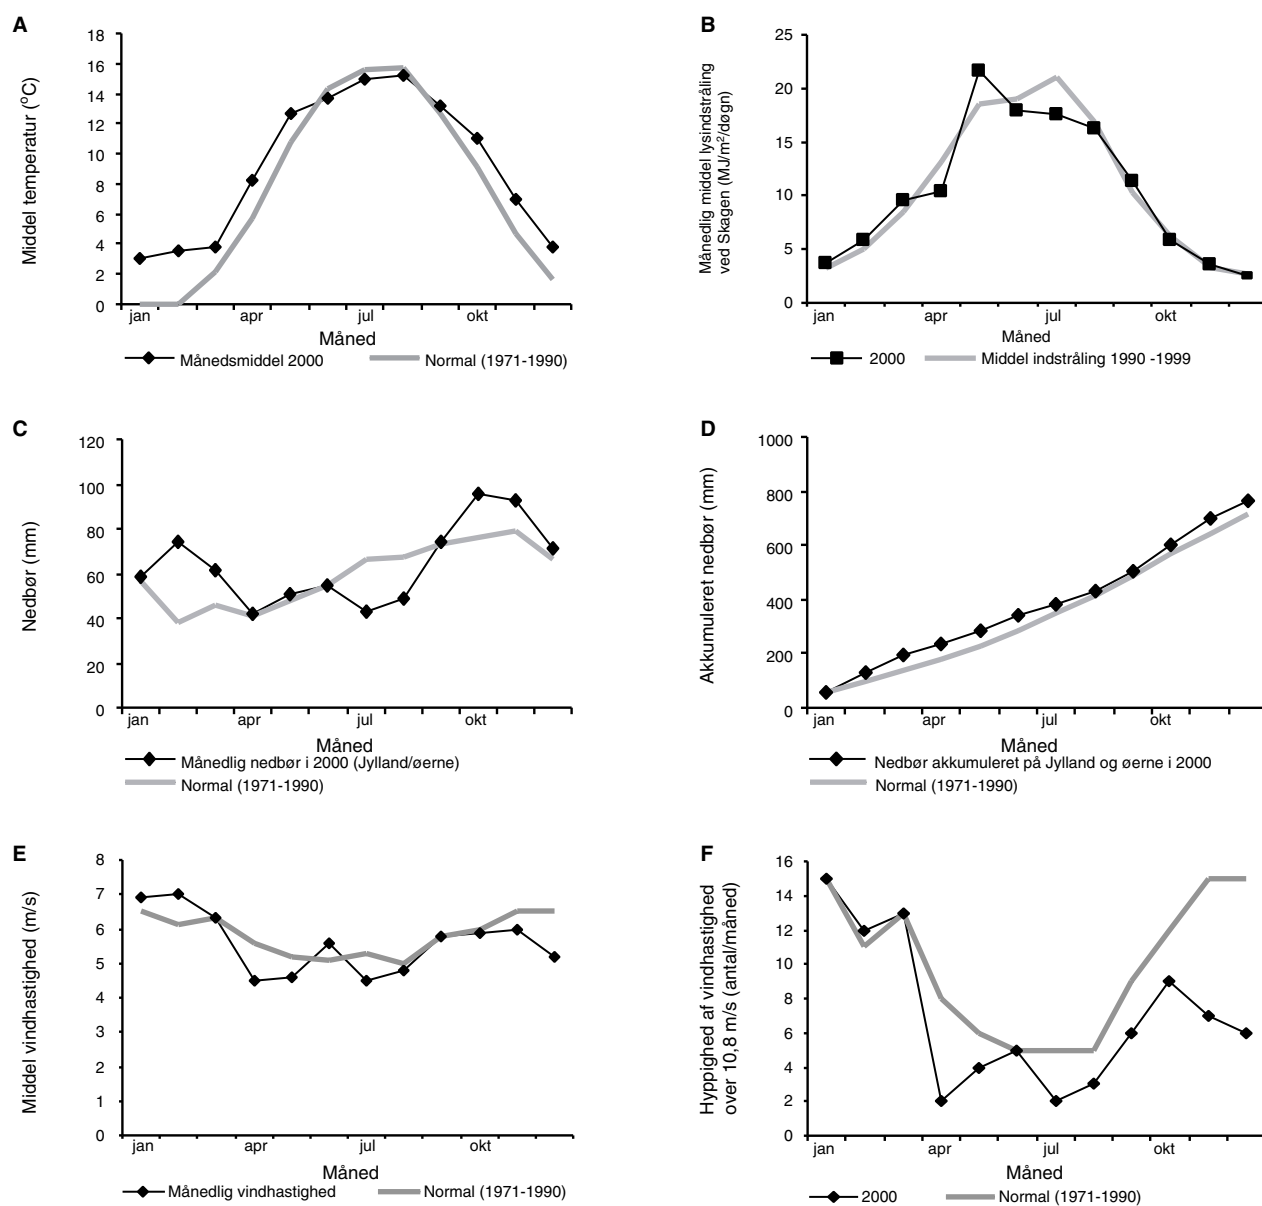 A
Middel temperatur (°C)
18
16
14
12
10
8
6
4
2
0
jan apr jul okt
Måned
Månedsmiddel 2000 Normal (1971-1990)
B
Månedlig middel lysindstråling
ved Skagen (MJ/m²/døgn)
25
20
15
10
5
0
jan apr jul okt
Måned
2000 Middel indstråling 1990 -1999
C
Nedbør (mm)
120
100
80
60
40
20
0
jan apr jul okt
Måned
Månedlig nedbør i 2000 (Jylland/øerne)
Normal (1971-1990)
D
Akkumuleret nedbør (mm)
1000
800
600
400
200
0
jan apr jul okt
Måned
Nedbør akkumuleret på Jylland og øerne i 2000
Normal (1971-1990)
E
Middel vindhastighed (m/s)
8
7
6
5
4
3
2
1
0
jan apr jul okt
Måned
Månedlig vindhastighed Normal (1971-1990)
F
Hyppighed af vindhastighed
over 10,8 m/s (antal/måned)
16
14
12
10
8
6
4
2
0
jan apr jul okt
Måned
2000 Normal (1971-1990)